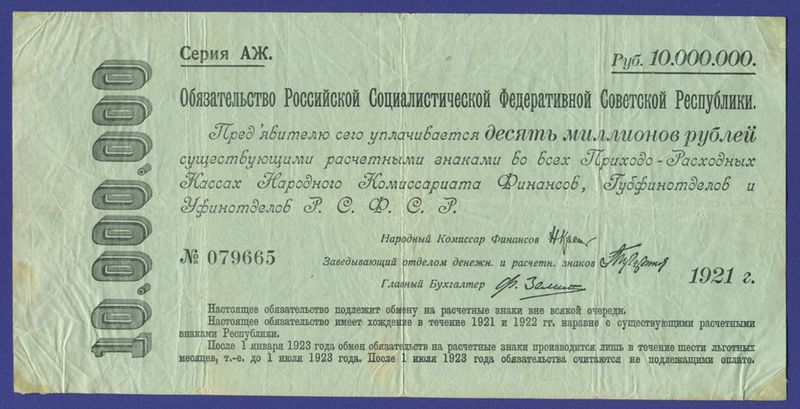 10.000.000
Серия АЖ.
Руб. 10.000.000.
Обязательство Российской Социалистической Федеративной Советской Республики.
Пред'явителю сего уплачивается десять миллионов рублей
существующими расчетными знаками во всех Приходо-Расходных
Кассах Народного Комиссариата Финансов, Губфинотделов и
Уфинотделов Р. С. Ф. С. Р.
Народный Комиссар Финансов
№ 079665
Заведывающий отделом денежн. и расчетн. знаков
1921 г.
Главный Бухгалтер
Настоящее обязательство подлежит обмену на расчетные знаки вне всякой очереди.
Настоящее обязательство имеет хождение в течение 1921 и 1922 гг. наравне с существующими расчетными
знаками Республики.
После 1 января 1923 года обмен обязательств на расчетные знаки производится лишь в течение шести льготных
месяцев, т.-е. до 1 июля 1923 года. После 1 июля 1923 года обязательства считаются не подлежащими оплате.